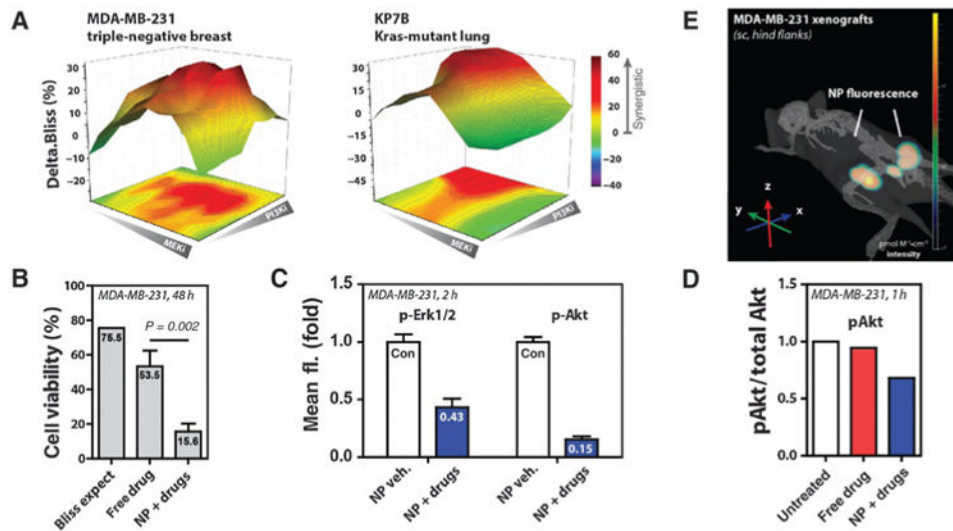 A
MDA-MB-231
triple-negative breast
KP7B
Kras-mutant lung
Delta.Bliss (%)
30
20
10
0
−10
−20
MEKi
PI3Ki
30
15
0
−15
−30
−45
MEKi
PI3Ki
60
40
20
0
−20
−40
Synergistic
E
MDA-MB-231 xenografts
(sc, hind flanks)
NP fluorescence
z
y
x
intensity
B
MDA-MB-231, 48 h
Cell viability (%)
100
80
60
40
20
0
P = 0.002
75.5
53.5
15.6
Bliss expect
Free drug
NP + drugs
C
MDA-MB-231, 2 h
Mean fl. (fold)
1.5
1.0
0.5
0.0
p-Erk1/2
p-Akt
Con
0.43
Con
0.15
NP veh.
NP + drugs
NP veh.
NP + drugs
D
MDA-MB-231, 1 h
pAkt
pAkt/total Akt
1.5
1.0
0.5
0.0
Untreated
Free drug
NP + drugs